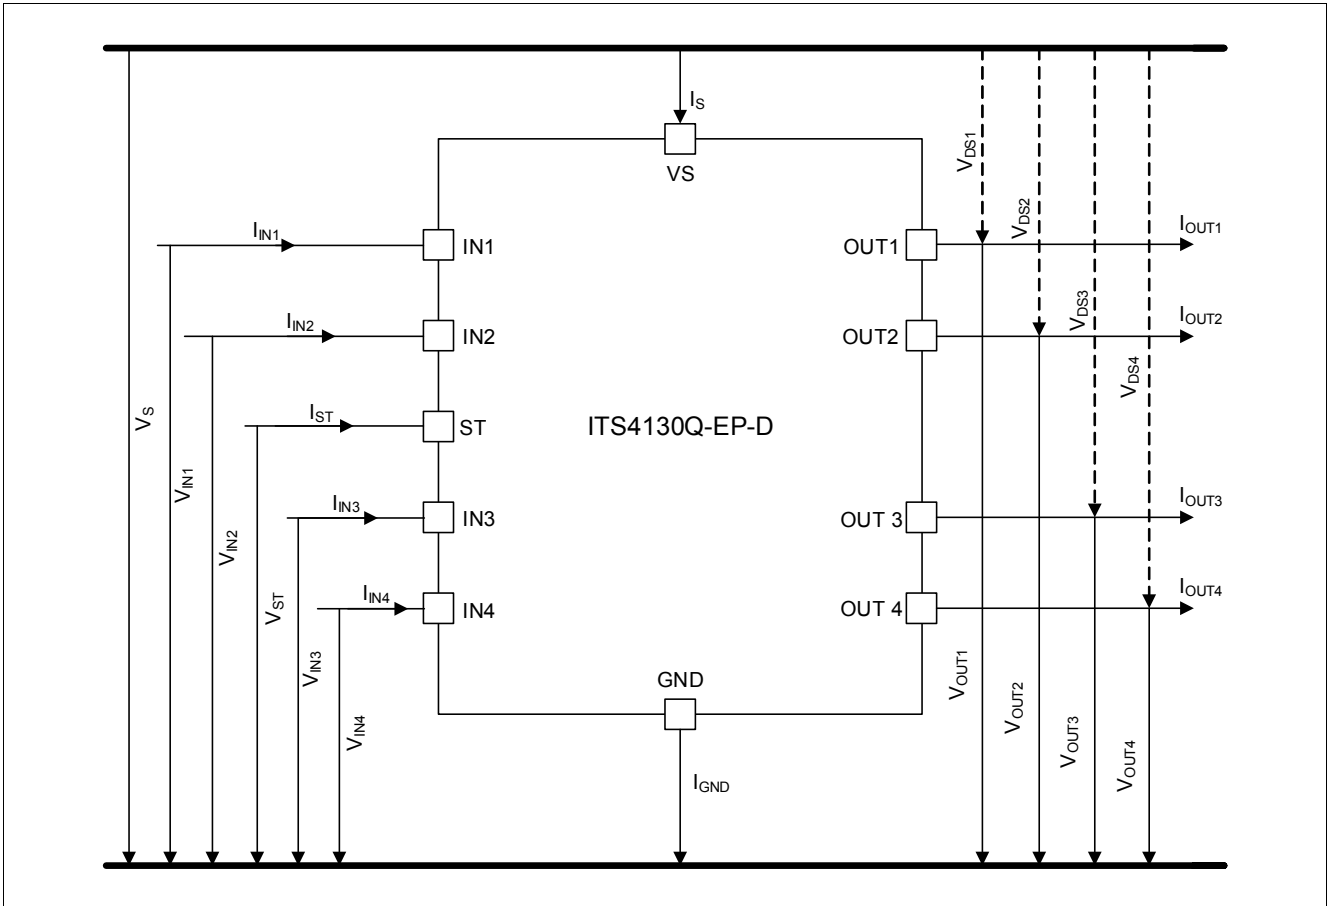 I_S
VS
V_DS1
V_DS2
V_DS3
V_DS4
I_IN1
IN1
OUT1
I_OUT1
I_IN2
IN2
OUT2
I_OUT2
V_S
I_ST
ST
ITS4130Q-EP-D
V_IN1
V_IN2
I_IN3
IN3
OUT 3
I_OUT3
V_ST
I_IN4
IN4
OUT 4
I_OUT4
V_IN3
V_IN4
GND
I_GND
V_OUT1
V_OUT2
V_OUT3
V_OUT4